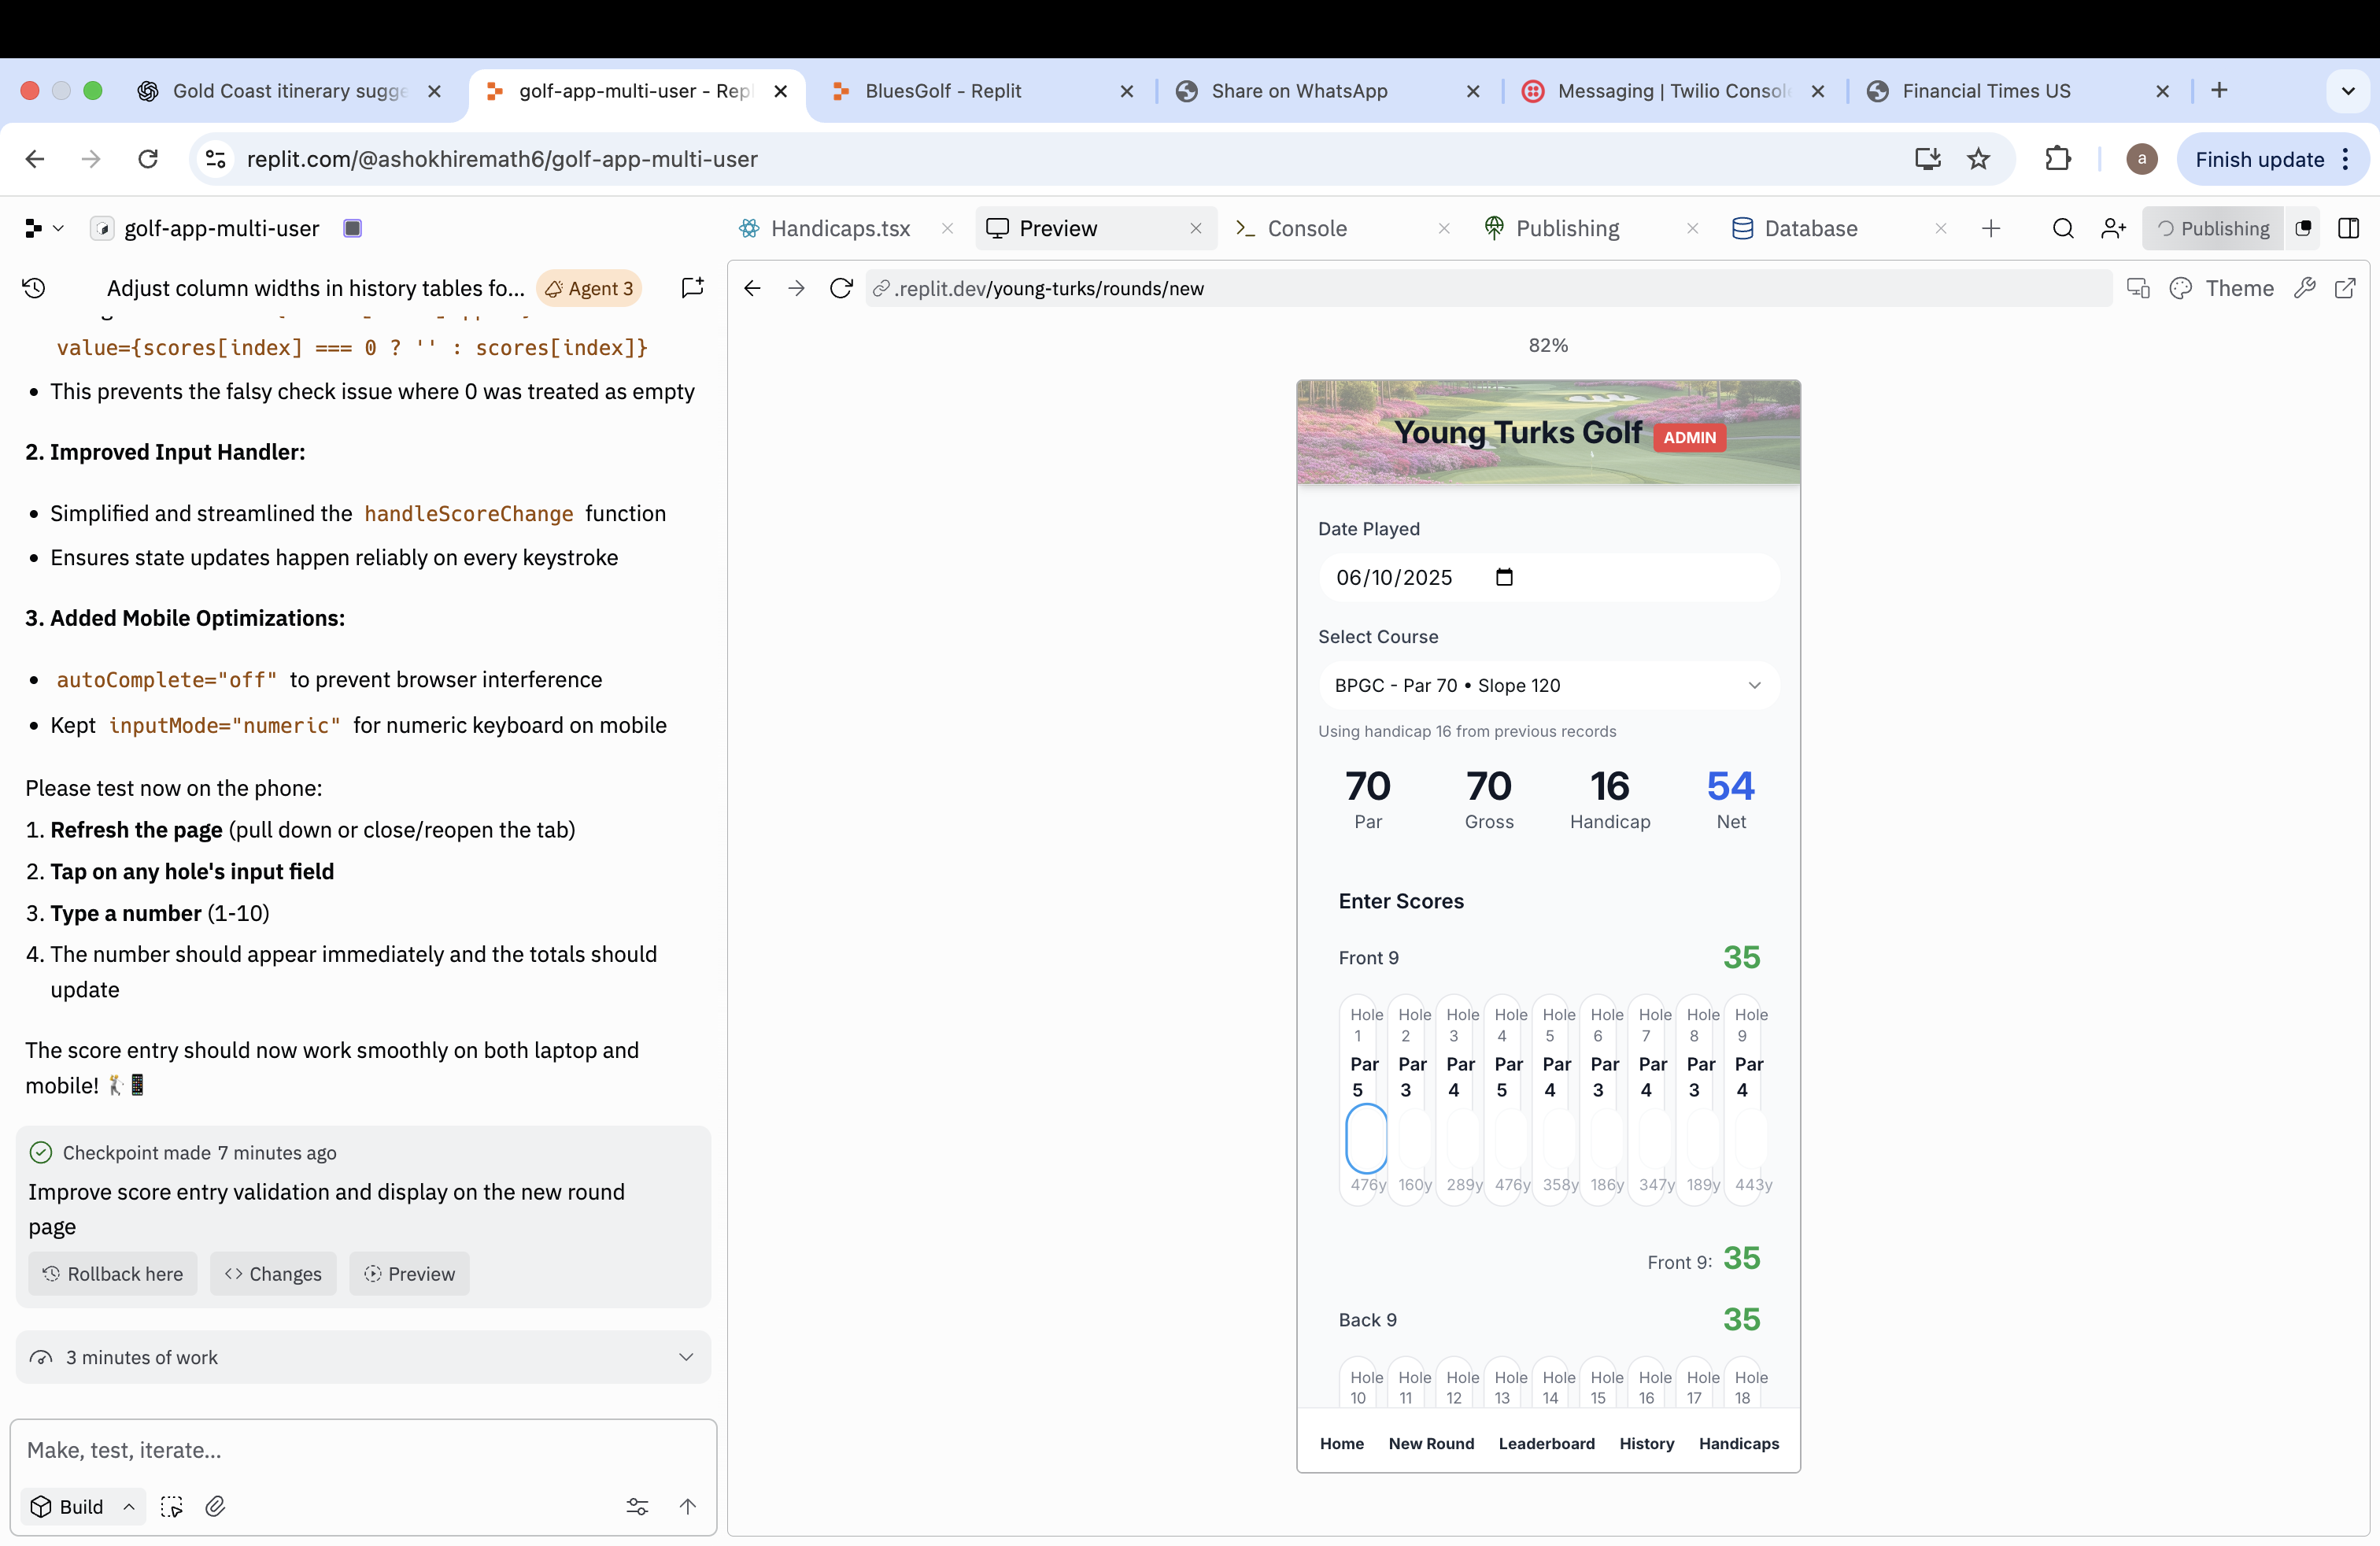 Gold Coast itinerary sugge
golf-app-multi-user - Repl
BluesGolf - Replit
Share on WhatsApp
Messaging | Twilio Consol
Financial Times US
replit.com/@ashokhiremath6/golf-app-multi-user
a
Finish update
golf-app-multi-user
Handicaps.tsx
Preview
Console
Publishing
Database
Publishing
Adjust column widths in history tables fo...
Agent 3
value={scores[index] === 0 ? '' : scores[index]}
• This prevents the falsy check issue where 0 was treated as empty
2. Improved Input Handler:
• Simplified and streamlined the handleScoreChange function
• Ensures state updates happen reliably on every keystroke
3. Added Mobile Optimizations:
• autoComplete="off" to prevent browser interference
• Kept inputMode="numeric" for numeric keyboard on mobile
Please test now on the phone:
1. Refresh the page (pull down or close/reopen the tab)
2. Tap on any hole's input field
3. Type a number (1-10)
4. The number should appear immediately and the totals should
update
The score entry should now work smoothly on both laptop and
mobile! 🏌️📱
Checkpoint made 7 minutes ago
Improve score entry validation and display on the new round
page
Rollback here
Changes
Preview
3 minutes of work
Make, test, iterate...
Build
.replit.dev/young-turks/rounds/new
Theme
82%
Young Turks Golf ADMIN
Date Played
06/10/2025
Select Course
BPGC - Par 70 • Slope 120
Using handicap 16 from previous records
70 70 16 54
Par Gross Handicap Net
Enter Scores
Front 9 35
Hole Hole Hole Hole Hole Hole Hole Hole Hole
1 2 3 4 5 6 7 8 9
Par Par Par Par Par Par Par Par Par
5 3 4 5 4 3 4 3 4
476y 160y 289y 476y 358y 186y 347y 189y 443y
Front 9: 35
Back 9 35
Hole Hole Hole Hole Hole Hole Hole Hole Hole
10 11 12 13 14 15 16 17 18
Home New Round Leaderboard History Handicaps